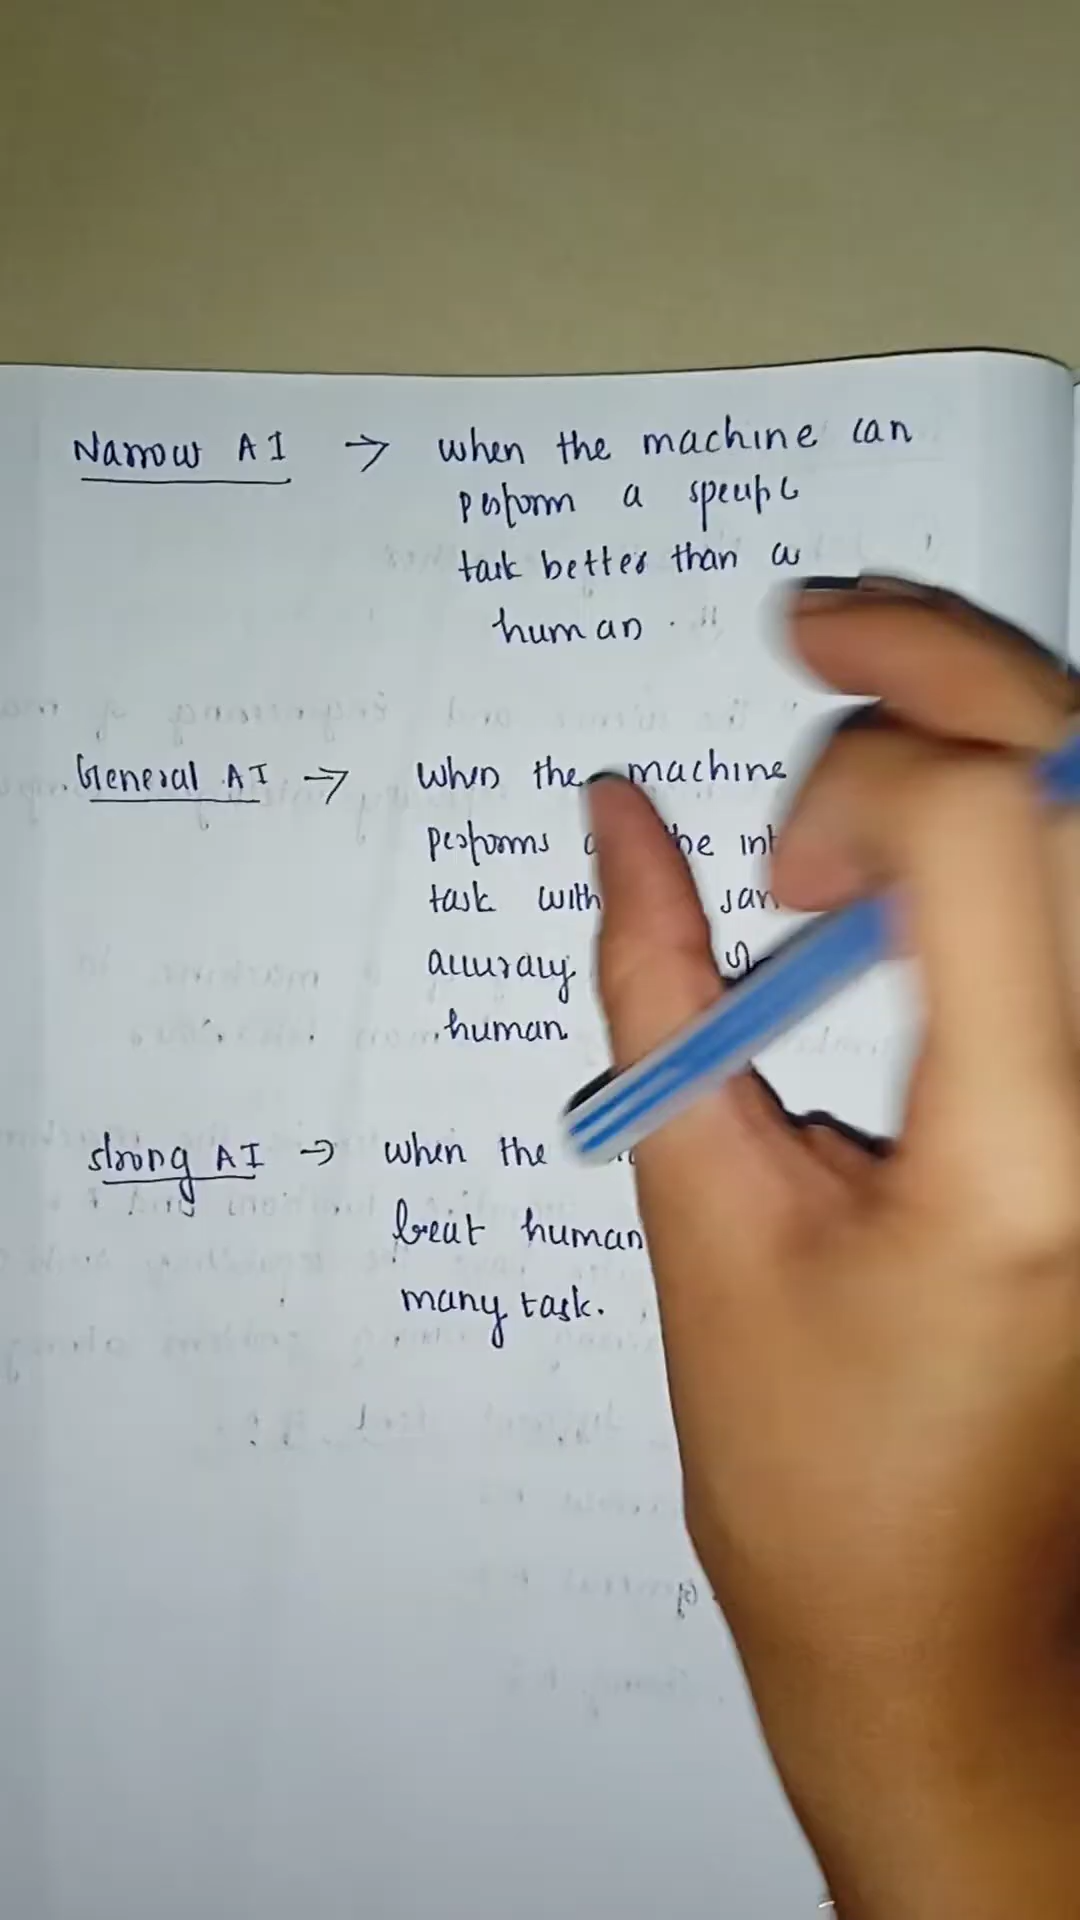 Narrow AI → when the machine can
perform a specific
task better than a
human.
General AI → when the machine
performs
task with
accuracy
human
strong AI → when the
beat human
many task.